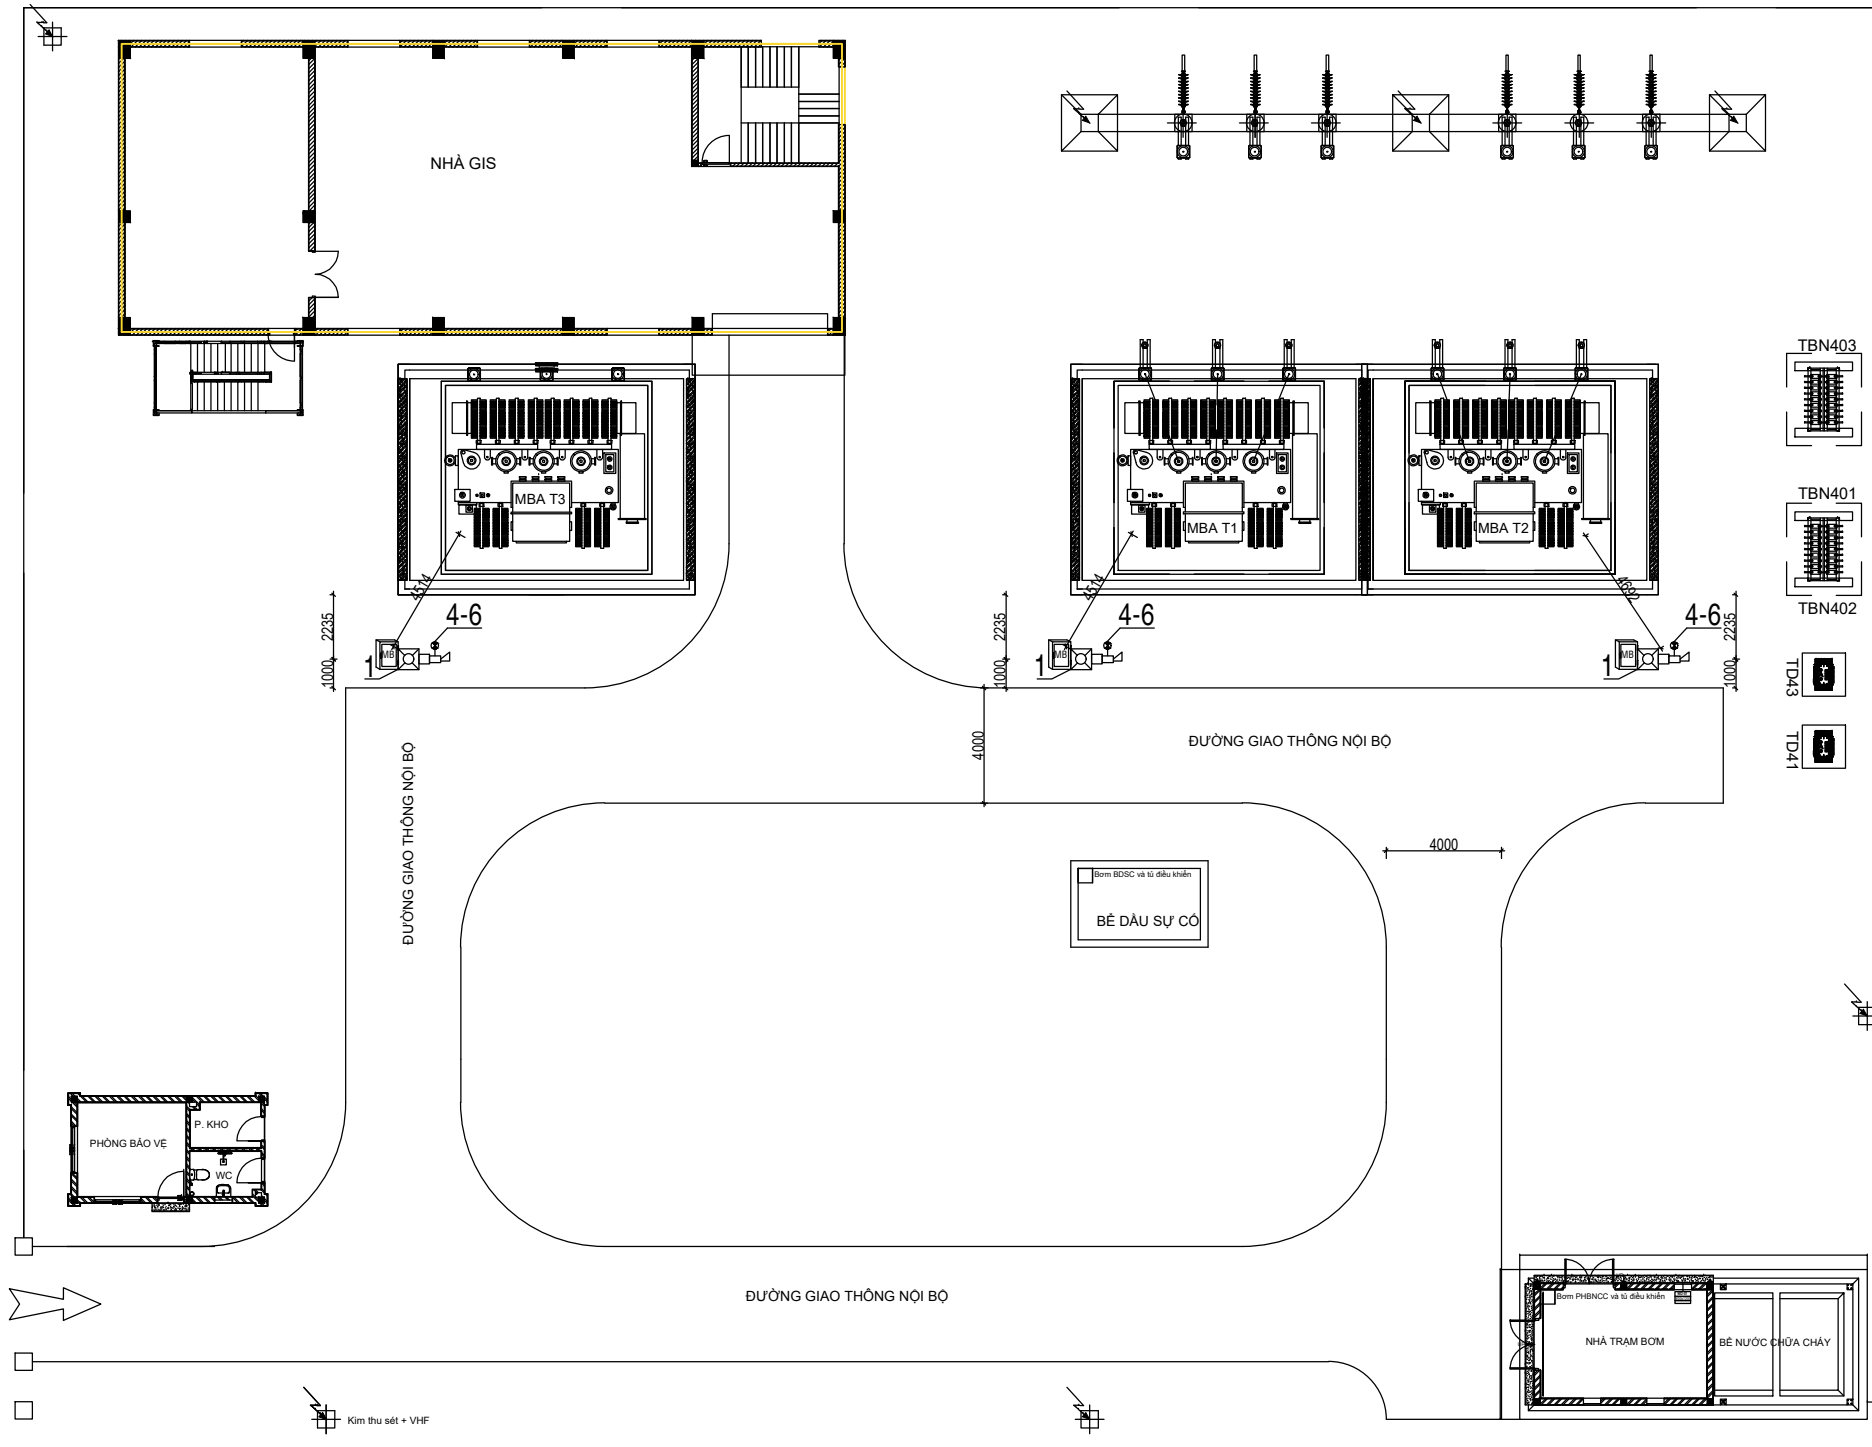 NHÀ GIS
TBN403
TBN401
TBN402
MBA T3
MBA T1
MBA T2
4514
4514
4692
2235
1000
MB
1
4-6
2235
1000
MB
1
4-6
MB
1
4-6
2235
1000
TD43
TD41
ĐƯỜNG GIAO THÔNG NỘI BỘ
ĐƯỜNG GIAO THÔNG NỘI BỘ
4000
4000
Bơm BDSC và tủ điều khiển
BỂ DẦU SỰ CỐ
PHÒNG BẢO VỆ
P. KHO
WC
ĐƯỜNG GIAO THÔNG NỘI BỘ
Bơm PHBNCC và tủ điều khiển
NHÀ TRẠM BƠM
BỂ NƯỚC CHỮA CHÁY
Kim thu sét + VHF